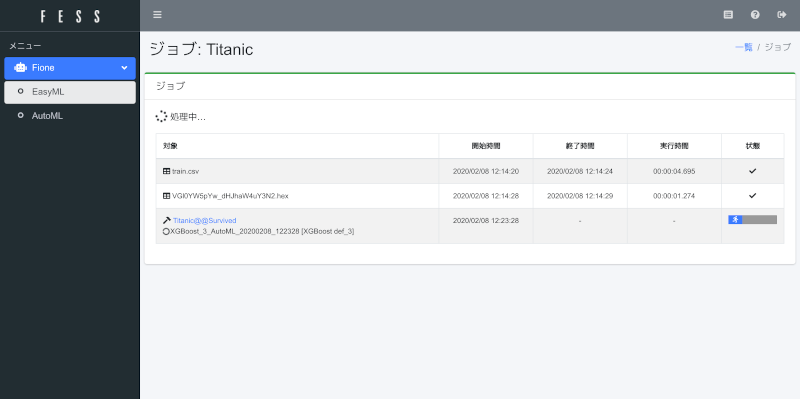 FESS
メニュー
Fione
EasyML
AutoML
ジョブ: Titanic
一覧 / ジョブ
ジョブ
処理中...
対象 開始時間 終了時間 実行時間 状態
train.csv 2020/02/08 12:14:20 2020/02/08 12:14:24 00:00:04.695
VGI0YW5pYw_dHJhaW4uY3N2.hex 2020/02/08 12:14:28 2020/02/08 12:14:29 00:00:01.274
Titanic@@Survived 2020/02/08 12:23:28 - -
XGBoost_3_AutoML_20200208_122328 [XGBoost def_3]